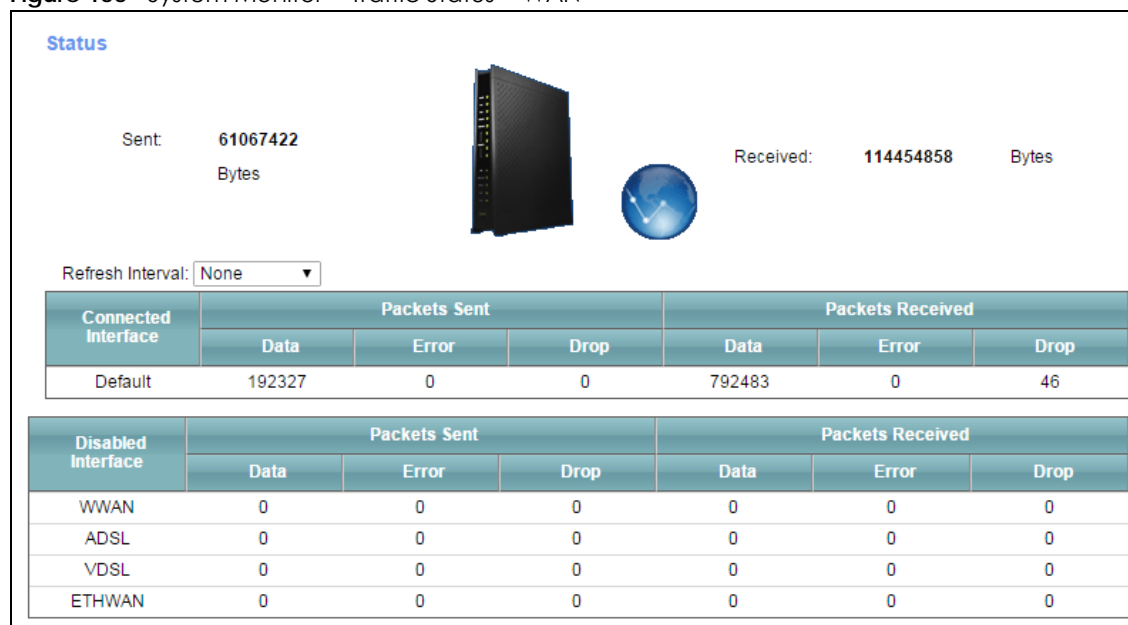 Status
Sent: 61067422 Bytes
Received: 114454858 Bytes
Refresh Interval: None
Connected Interface Packets Sent Packets Received
Data Error Drop Data Error Drop
Default 192327 0 0 792483 0 46
Disabled Interface Packets Sent Packets Received
Data Error Drop Data Error Drop
WWAN 0 0 0 0 0 0
ADSL 0 0 0 0 0 0
VDSL 0 0 0 0 0 0
ETHWAN 0 0 0 0 0 0